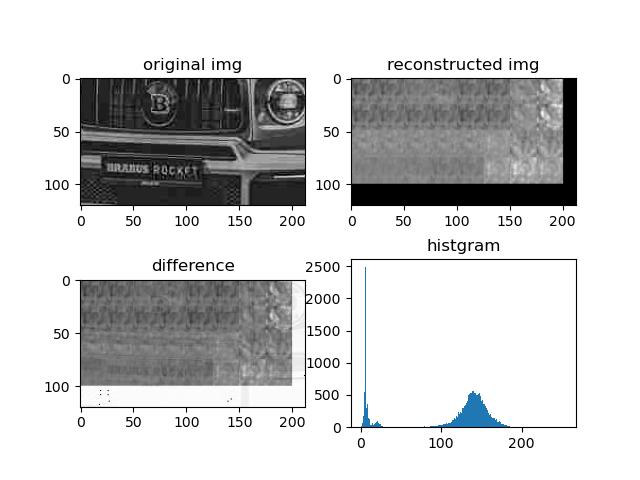 original img
0
50
100
0 50 100 150 200
reconstructed img
0
50
100
0 50 100 150 200
B
BRABUS ROCKET
difference
0
50
100
0 50 100 150 200
histgram
2500
2000
1500
1000
500
0
0 100 200